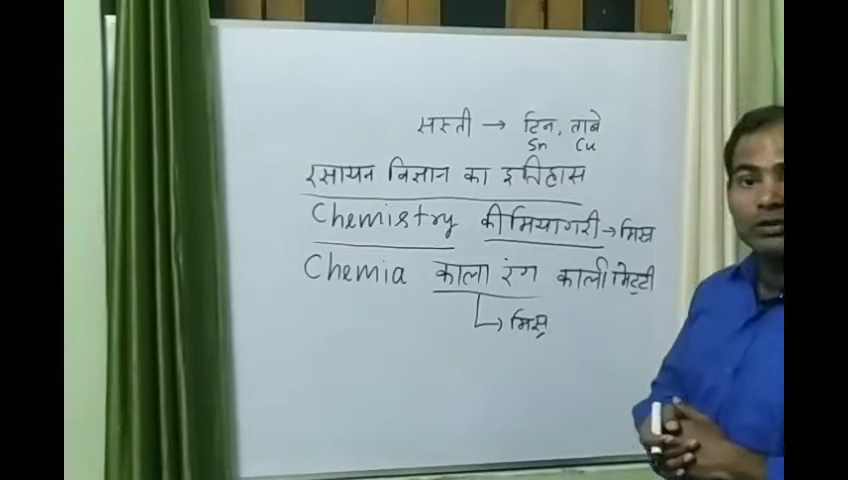 सस्ती → टिन, ताबे
Sn Cu
रसायन विज्ञान का इतिहास
Chemistry कीमियागरी → मिस्र
Chemia काला रंग काली मिट्टी
→ मिस्र